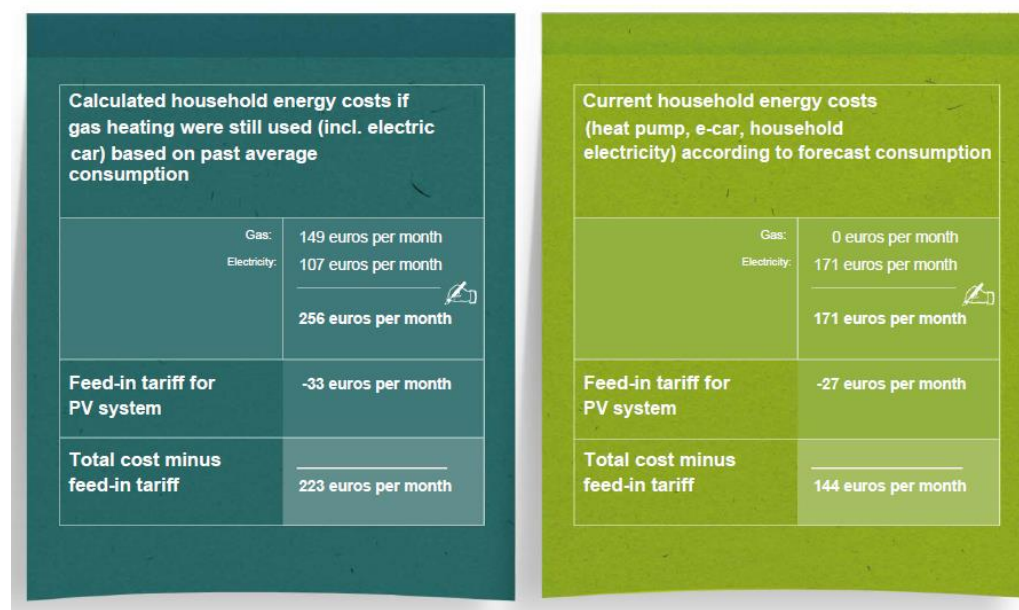 Calculated household energy costs if
gas heating were still used (incl. electric
car) based on past average
consumption
Gas: 149 euros per month
Electricity: 107 euros per month
256 euros per month
Feed-in tariff for
PV system
-33 euros per month
Total cost minus
feed-in tariff
223 euros per month
Current household energy costs
(heat pump, e-car, household
electricity) according to forecast consumption
Gas: 0 euros per month
Electricity: 171 euros per month
171 euros per month
Feed-in tariff for
PV system
-27 euros per month
Total cost minus
feed-in tariff
144 euros per month